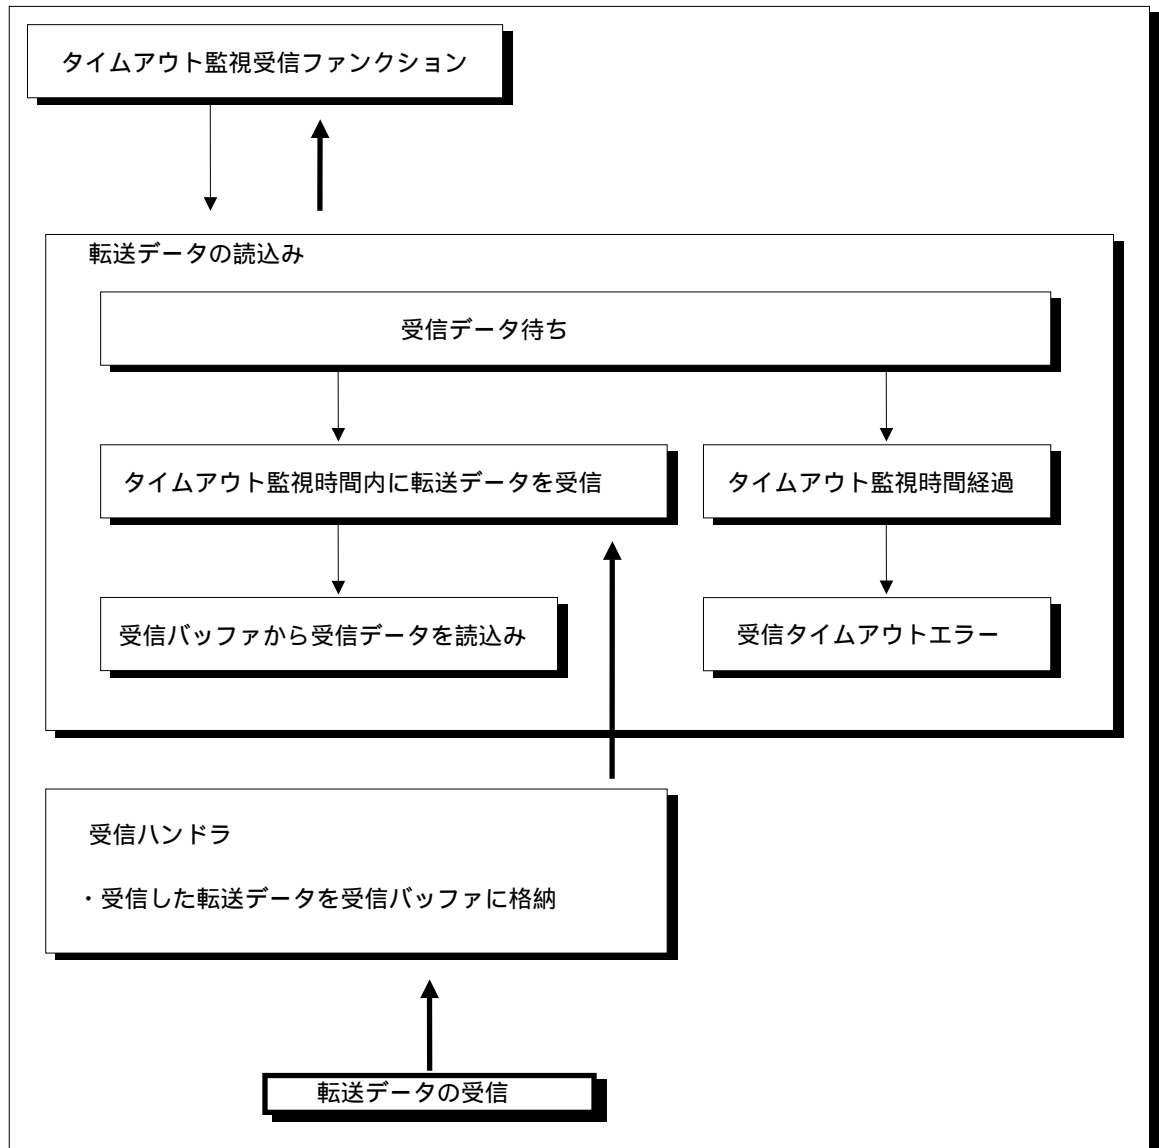 タイムアウト監視受信ファンクション
転送データの読込み
受信データ待ち
タイムアウト監視時間内に転送データを受信
タイムアウト監視時間経過
受信バッファから受信データを読込み
受信タイムアウトエラー
受信ハンドラ
・受信した転送データを受信バッファに格納
転送データの受信